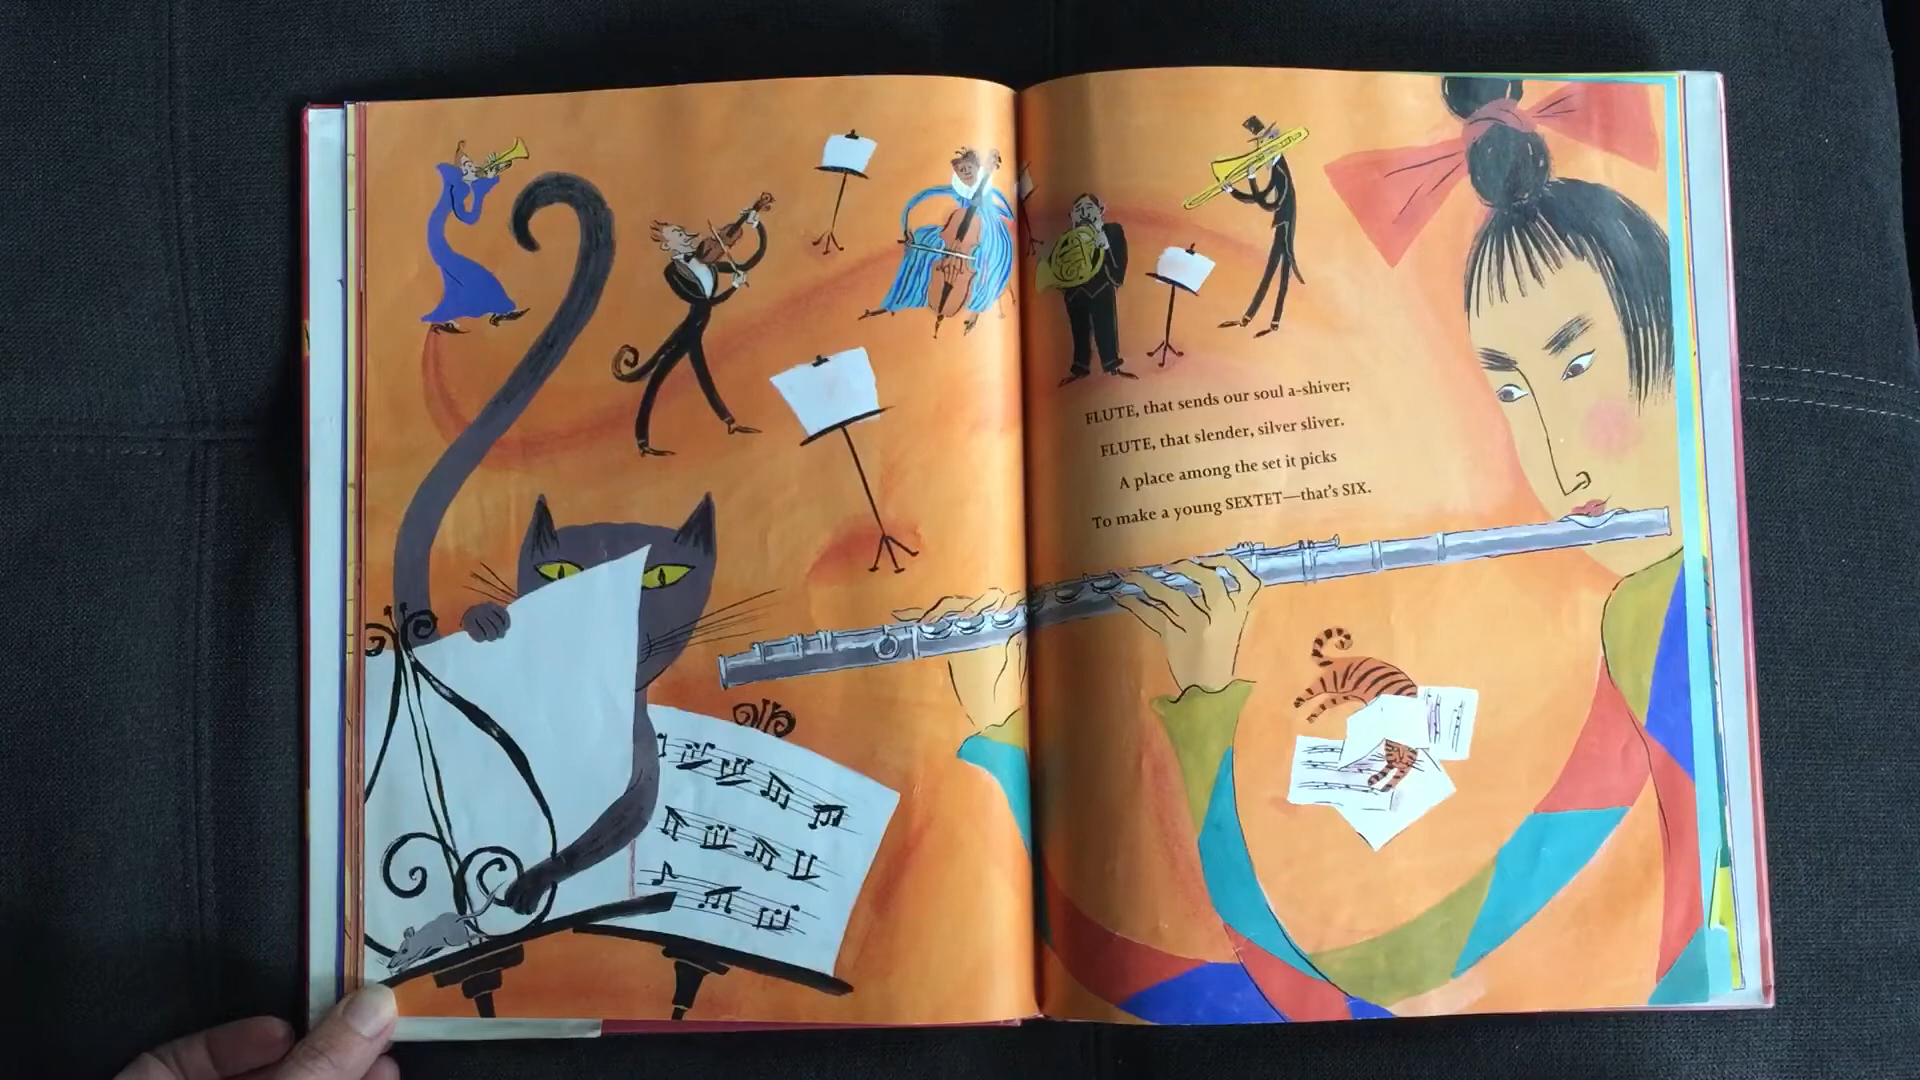 FLUTE, that sends our soul a-shiver;
FLUTE, that slender, silver sliver.
A place among the set it picks
To make a young SEXTET—that's SIX.